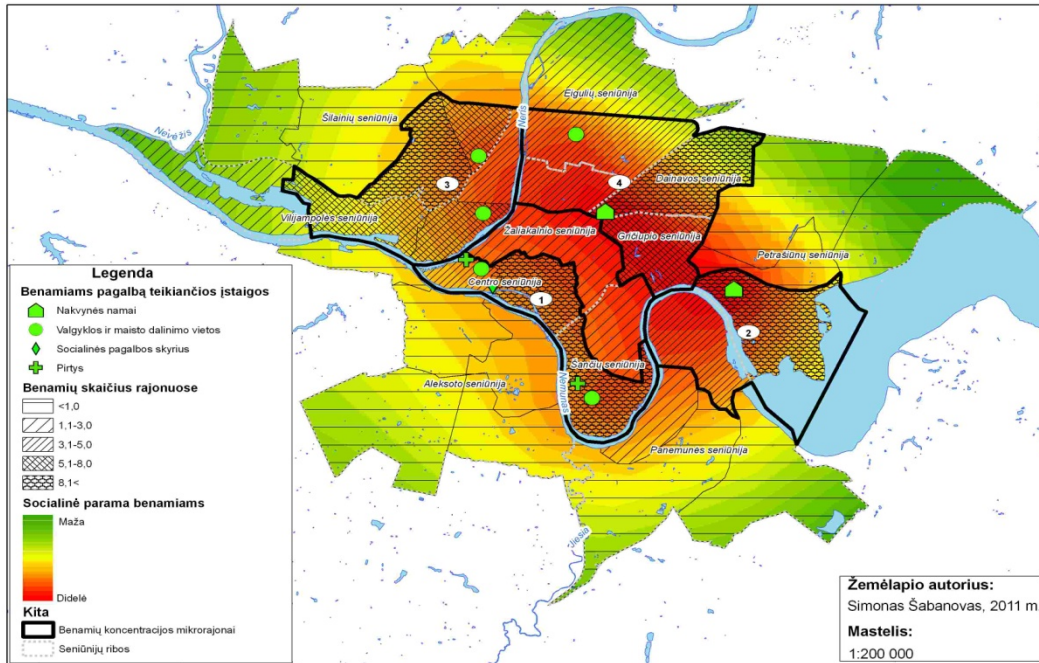 Eigulių seniūnija
Šilainių seniūnija
Neris
Nevėžis
3
4
Dainavos seniūnija
Vilijampolės seniūnija
Žaliakalnio seniūnija
Gričiupio seniūnija
Petrašiūnų seniūnija
Centro seniūnija
1
2
Šančių seniūnija
Aleksoto seniūnija
Nemunas
Panemunės seniūnija
Jiesia
Legenda
Benamiams pagalbą teikiančios įstaigos
Nakvynės namai
Valgyklos ir maisto dalinimo vietos
Socialinės pagalbos skyrius
Pirtys
Benamių skaičius rajonuose
<1,0
1,1-3,0
3,1-5,0
5,1-8,0
8,1<
Socialinė parama benamiams
Maža
Didelė
Kita
Benamių koncentracijos mikrorajonai
Seniūnijų ribos
Žemėlapio autorius:
Simonas Šabanovas, 2011 m.
Mastelis:
1:200 000